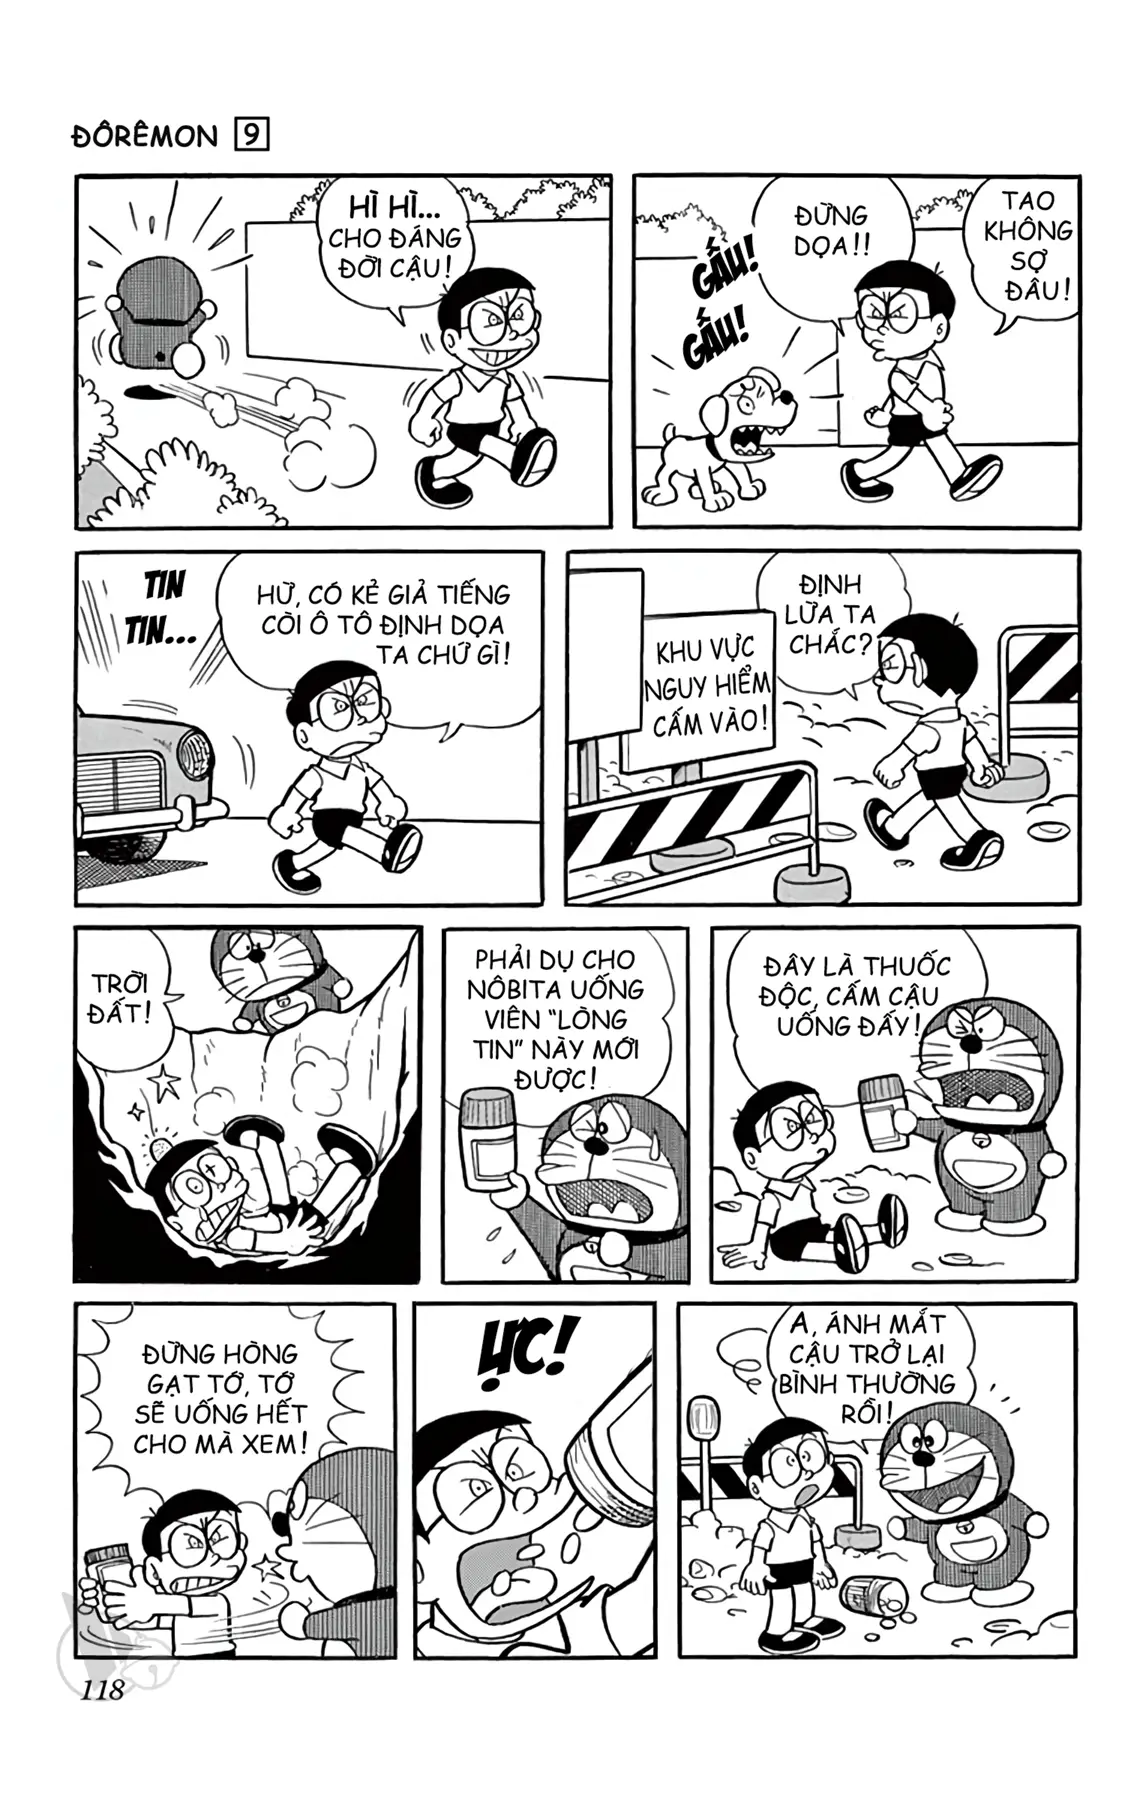 ĐÔRÊMON 9
HÌ HÌ...
CHO ĐÁNG
ĐỜI CẬU!
GẤU!
GẤU!
ĐỪNG
DỌA!!
TAO
KHÔNG
SỢ
ĐÂU!
TIN
TIN...
HỪ, CÓ KẺ GIẢ TIẾNG
CÒI Ô TÔ ĐỊNH DỌA
TA CHỨ GÌ!
KHU VỰC
NGUY HIỂM
CẤM VÀO!
ĐỊNH
LỪA TA
CHẮC?
TRỜI
ĐẤT!
PHẢI DỤ CHO
NÔBITA UỐNG
VIÊN “LÒNG
TIN” NÀY MỚI
ĐƯỢC!
ĐÂY LÀ THUỐC
ĐỘC, CẤM CẬU
UỐNG ĐẤY!
ĐỪNG HÒNG
GẠT TỚ, TỚ
SẼ UỐNG HẾT
CHO MÀ XEM!
ỰC!
A, ÁNH MẮT
CẬU TRỞ LẠI
BÌNH THƯỜNG
RỒI!
118